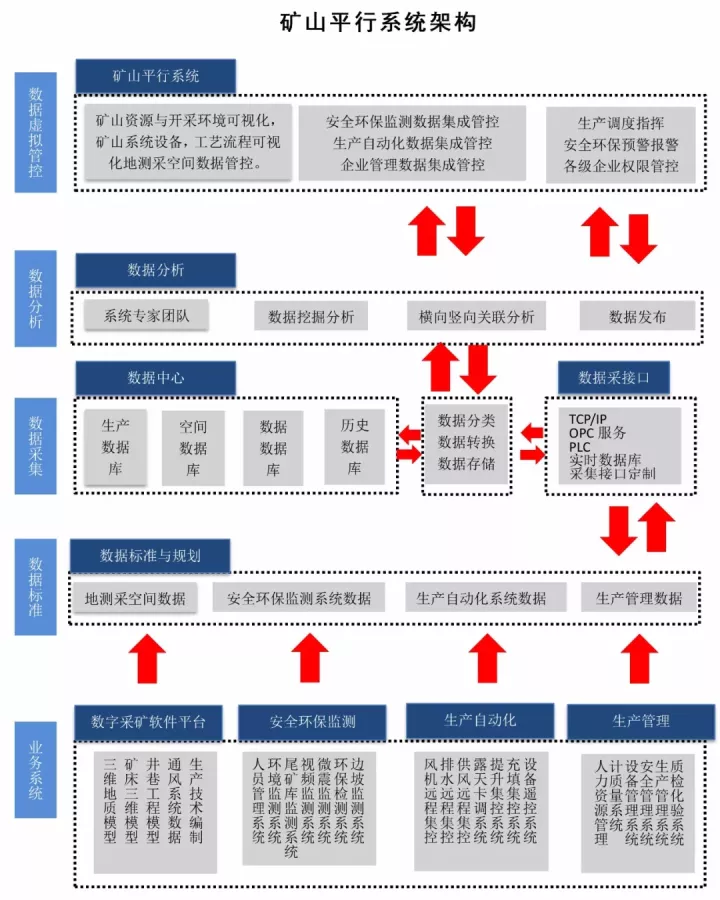 矿山平行系统架构
数据虚拟管控
矿山平行系统
矿山资源与开采环境可视化,
矿山系统设备,工艺流程可视
化地测采空间数据管控。
安全环保监测数据集成管控
生产自动化数据集成管控
企业管理数据集成管控
生产调度指挥
安全环保预警报警
各级企业权限管控
数据分析
数据分析
系统专家团队
数据挖掘分析
横向竖向关联分析
数据发布
数据采集
数据中心
生产
数据
库
空间
数据
库
数据
数据
库
历史
数据
库
数据分类
数据转换
数据存储
数据采接口
TCP/IP
OPC 服务
PLC
实时数据库
采集接口定制
数据标准
数据标准与规划
地测采空间数据
安全环保监测系统数据
生产自动化系统数据
生产管理数据
业务系统
数字采矿软件平台
三维地质模型
矿床三维模型
井巷工程模型
通风系统数据
生产技术编制
安全环保监测
人员管理系统
环境监测系统
尾矿库监测系统
视频监测系统
微震监测系统
环保检测系统
边坡监测系统
生产自动化
风机远程集控
排水远程集控
供风远程集控
露天卡调系统
提升集控系统
充填集控系统
设备遥控系统
生产管理
人力资源管理
计质量系统
设备管理系统
安全管理系统
生产管理系统
质检化验系统